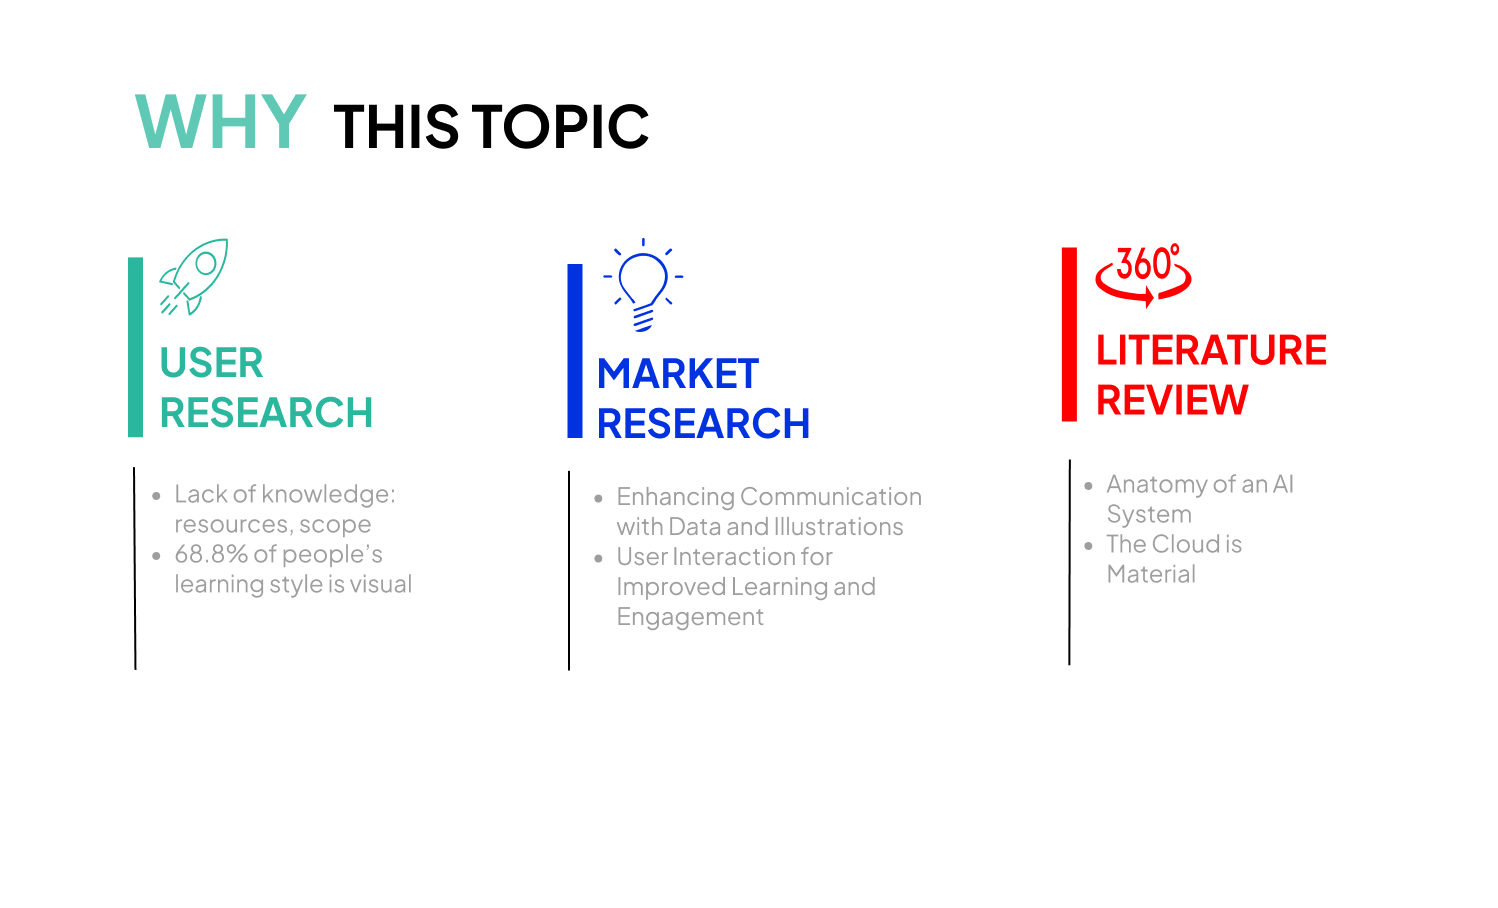 WHY THIS TOPIC
USER
RESEARCH
• Lack of knowledge:
resources, scope
• 68.8% of people’s
learning style is visual
MARKET
RESEARCH
• Enhancing Communication
with Data and Illustrations
• User Interaction for
Improved Learning and
Engagement
360°
LITERATURE
REVIEW
• Anatomy of an AI
System
• The Cloud is
Material